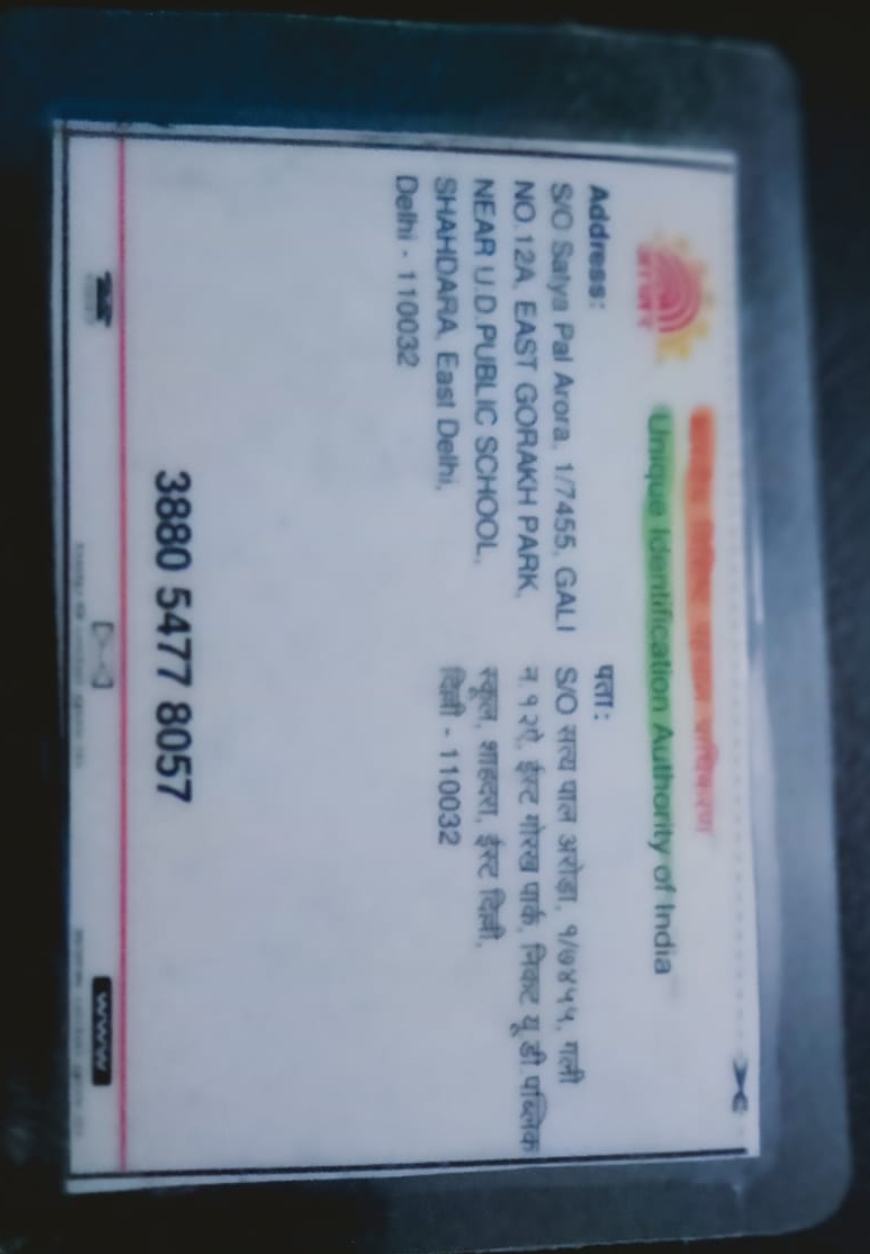 Unique Identification Authority of India
Address:
S/O Satya Pal Arora, 1/7455, GALI
NO.12A, EAST GORAKH PARK,
NEAR U.D.PUBLIC SCHOOL,
SHAHDARA, East Delhi,
Delhi - 110032
पता :
S/O सत्य पाल अरोड़ा, १/७४५५, गली
न.१२ऐ, ईस्ट गोरख पार्क, निकट यू.डी.पब्लिक
स्कूल, शाहदरा, ईस्ट दिल्ली,
दिल्ली - 110032
3880 5477 8057
www